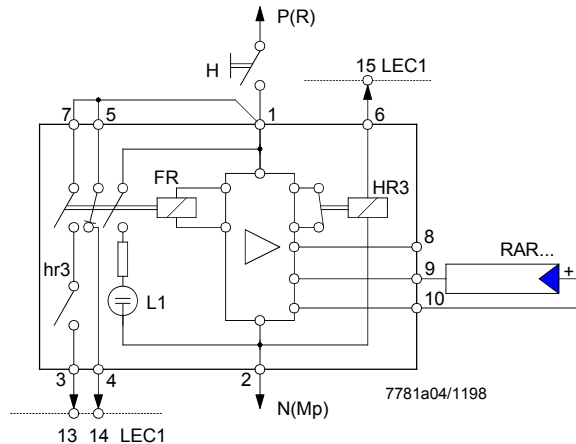 P(R)
H
15 LEC1
7
5
1
6
FR
HR3
8
RAR...
9
+
hr3
10
L1
3
4
2
7781a04/1198
N(Mp)
13 14 LEC1